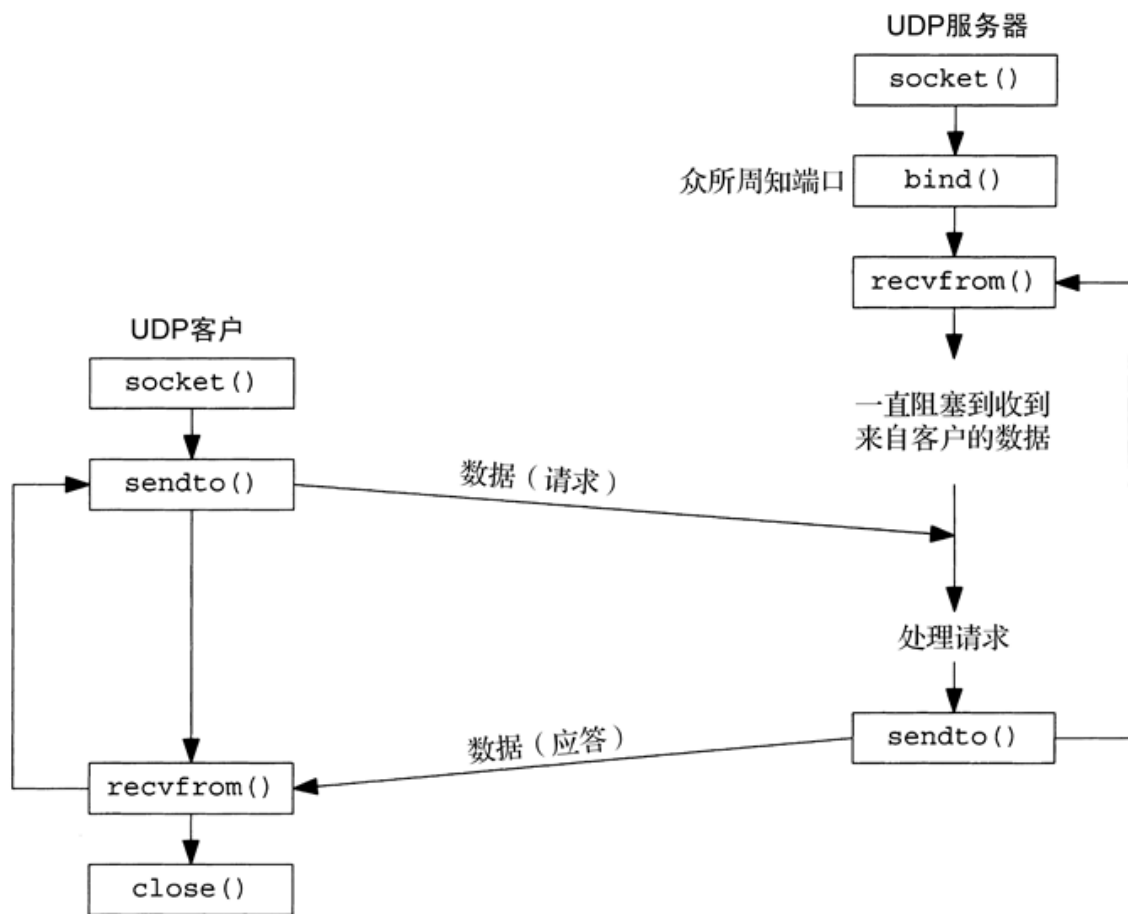 UDP服务器
socket()
众所周知端口
bind()
recvfrom()
UDP客户
socket()
一直阻塞到收到
来自客户的数据
sendto()
数据（请求）
处理请求
数据（应答）
sendto()
recvfrom()
close()